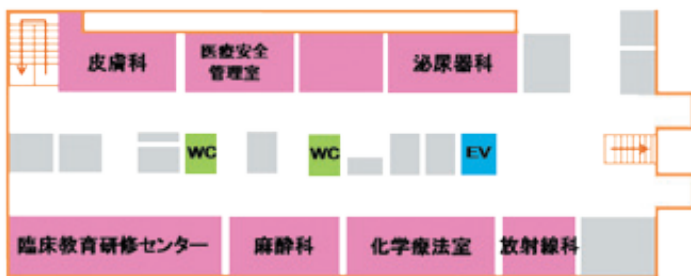 皮膚科
医療安全
管理室
泌尿器科
WC
WC
EV
臨床教育研修センター
麻酔科
化学療法室
放射線科